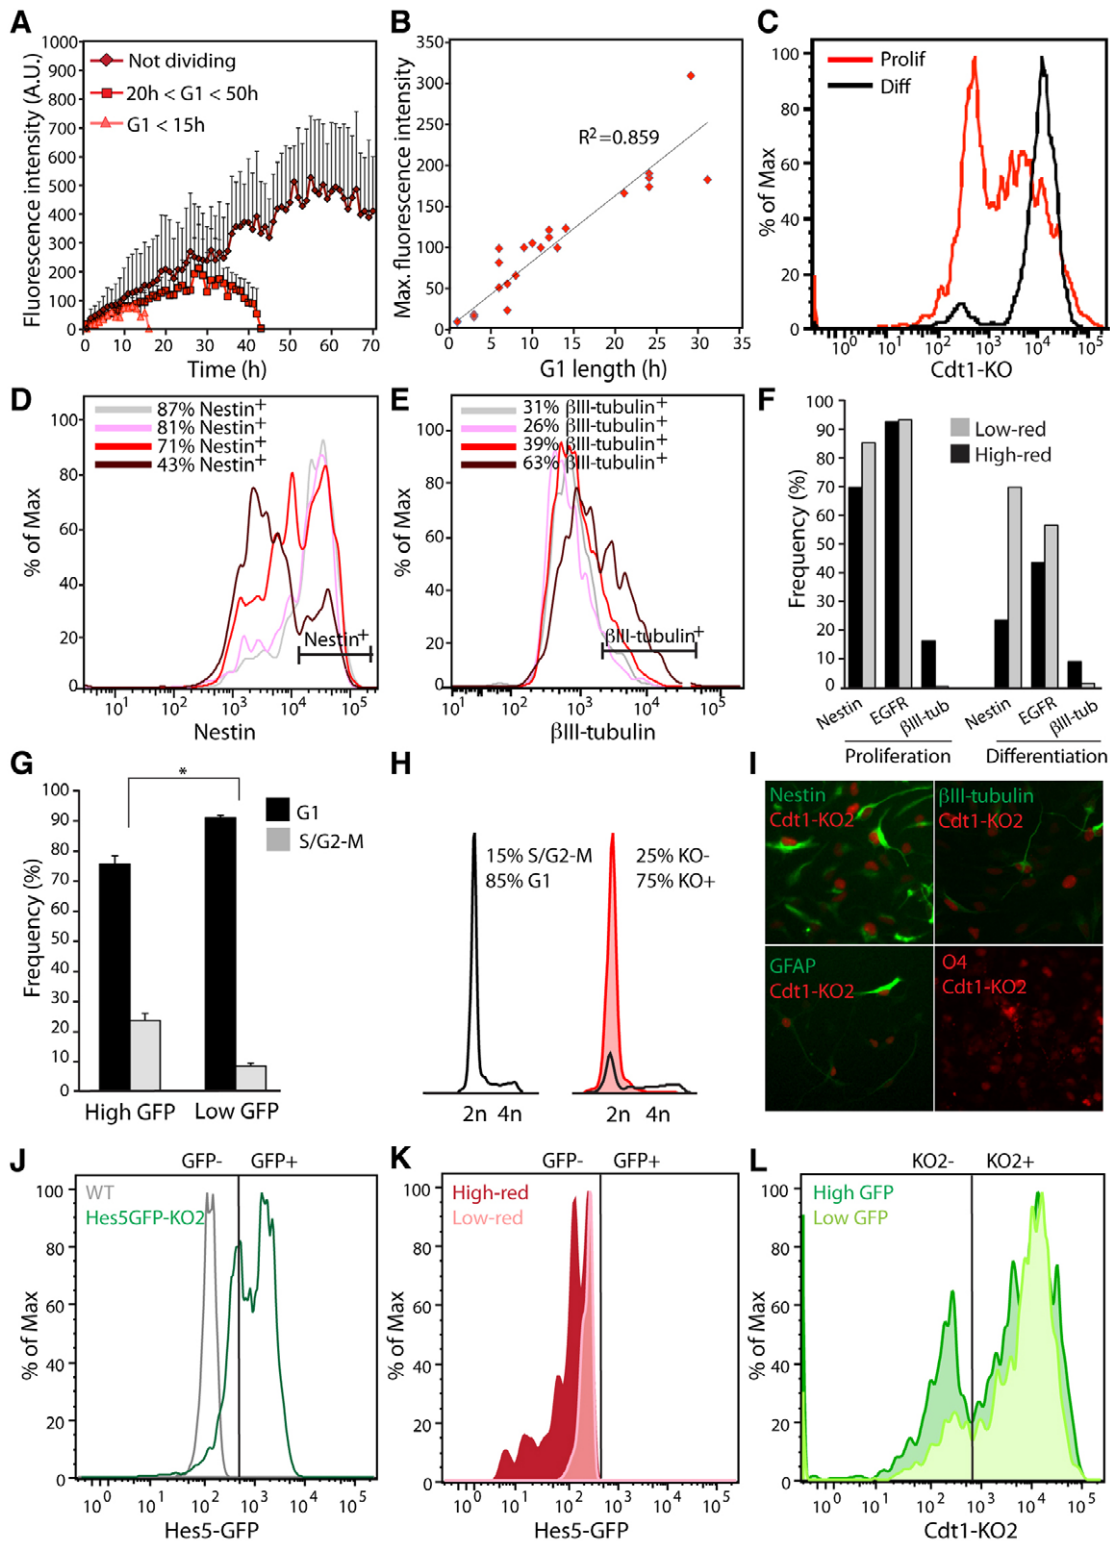 A
Fluorescence intensity (A.U.)
1000
900
800
700
600
500
400
300
200
100
0
Not dividing
20h < G1 < 50h
G1 < 15h
0 10 20 30 40 50 60 70
Time (h)
B
Max. fluorescence intensity
350
300
250
200
150
100
50
0
R²=0.859
0 5 10 15 20 25 30 35
G1 length (h)
C
% of Max
100
80
60
40
20
0
Prolif
Diff
10⁰ 10¹ 10² 10³ 10⁴ 10⁵
Cdt1-KO
D
% of Max
100
80
60
40
20
0
87% Nestin⁺
81% Nestin⁺
71% Nestin⁺
43% Nestin⁺
Nestin⁺
10¹ 10² 10³ 10⁴ 10⁵
Nestin
E
% of Max
100
80
60
40
20
0
31% βIII-tubulin⁺
26% βIII-tubulin⁺
39% βIII-tubulin⁺
63% βIII-tubulin⁺
βIII-tubulin⁺
10¹ 10² 10³ 10⁴ 10⁵
βIII-tubulin
F
Frequency (%)
100
90
80
70
60
50
40
30
20
10
0
Low-red
High-red
Nestin EGFR βIII-tub Nestin EGFR βIII-tub
Proliferation Differentiation
G
Frequency (%)
100
90
80
70
60
50
40
30
20
10
0
*
G1
S/G2-M
High GFP Low GFP
H
15% S/G2-M
85% G1
25% KO-
75% KO+
2n 4n 2n 4n
I
Nestin
Cdt1-KO2
βIII-tubulin
Cdt1-KO2
GFAP
Cdt1-KO2
O4
Cdt1-KO2
J
GFP- GFP+
% of Max
100
80
60
40
20
0
WT
Hes5GFP-KO2
10⁰ 10¹ 10² 10³ 10⁴ 10⁵
Hes5-GFP
K
GFP- GFP+
% of Max
100
80
60
40
20
0
High-red
Low-red
10⁰ 10¹ 10² 10³ 10⁴ 10⁵
Hes5-GFP
L
KO2- KO2+
% of Max
100
80
60
40
20
0
High GFP
Low GFP
10⁰ 10¹ 10² 10³ 10⁴ 10⁵
Cdt1-KO2